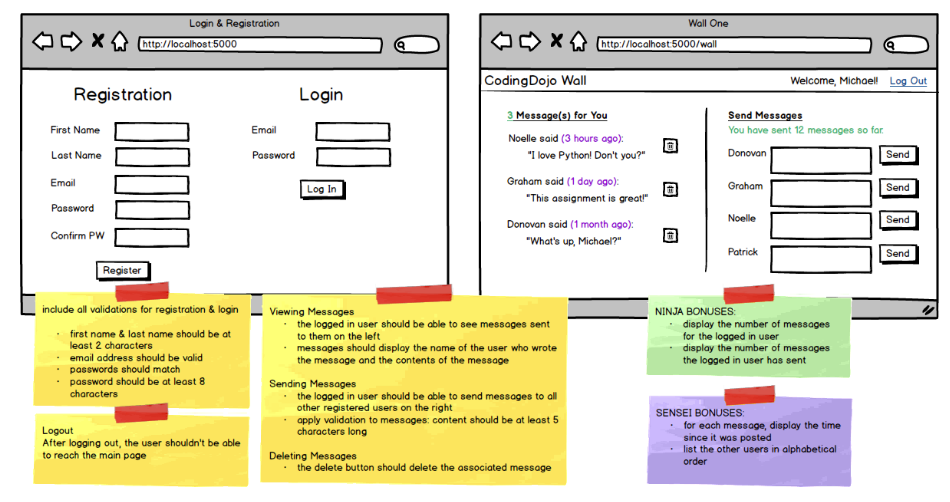 Login & Registration
http://localhost:5000
Registration
First Name
Last Name
Email
Password
Confirm PW
Register
Login
Email
Password
Log In
Wall One
http://localhost:5000/wall
CodingDojo Wall
Welcome, Michael! Log Out
3 Message(s) for You
Noelle said (3 hours ago):
"I love Python! Don't you?"
Graham said (1 day ago):
"This assignment is great!"
Donovan said (1 month ago):
"What's up, Michael?"
Send Messages
You have sent 12 messages so far.
Donovan Send
Graham Send
Noelle Send
Patrick Send
include all validations for registration & login
· first name & last name should be at
least 2 characters
· email address should be valid
· passwords should match
· password should be at least 8
characters
Logout
After logging out, the user shouldn't be able
to reach the main page
Viewing Messages
· the logged in user should be able to see messages sent
to them on the left
· messages should display the name of the user who wrote
the message and the contents of the message
Sending Messages
· the logged in user should be able to send messages to all
other registered users on the right
· apply validation to messages: content should be at least 5
characters long
Deleting Messages
· the delete button should delete the associated message
NINJA BONUSES:
· display the number of messages
for the logged in user
· display the number of messages
the logged in user has sent
SENSEI BONUSES:
· for each message, display the time
since it was posted
· list the other users in alphabetical
order